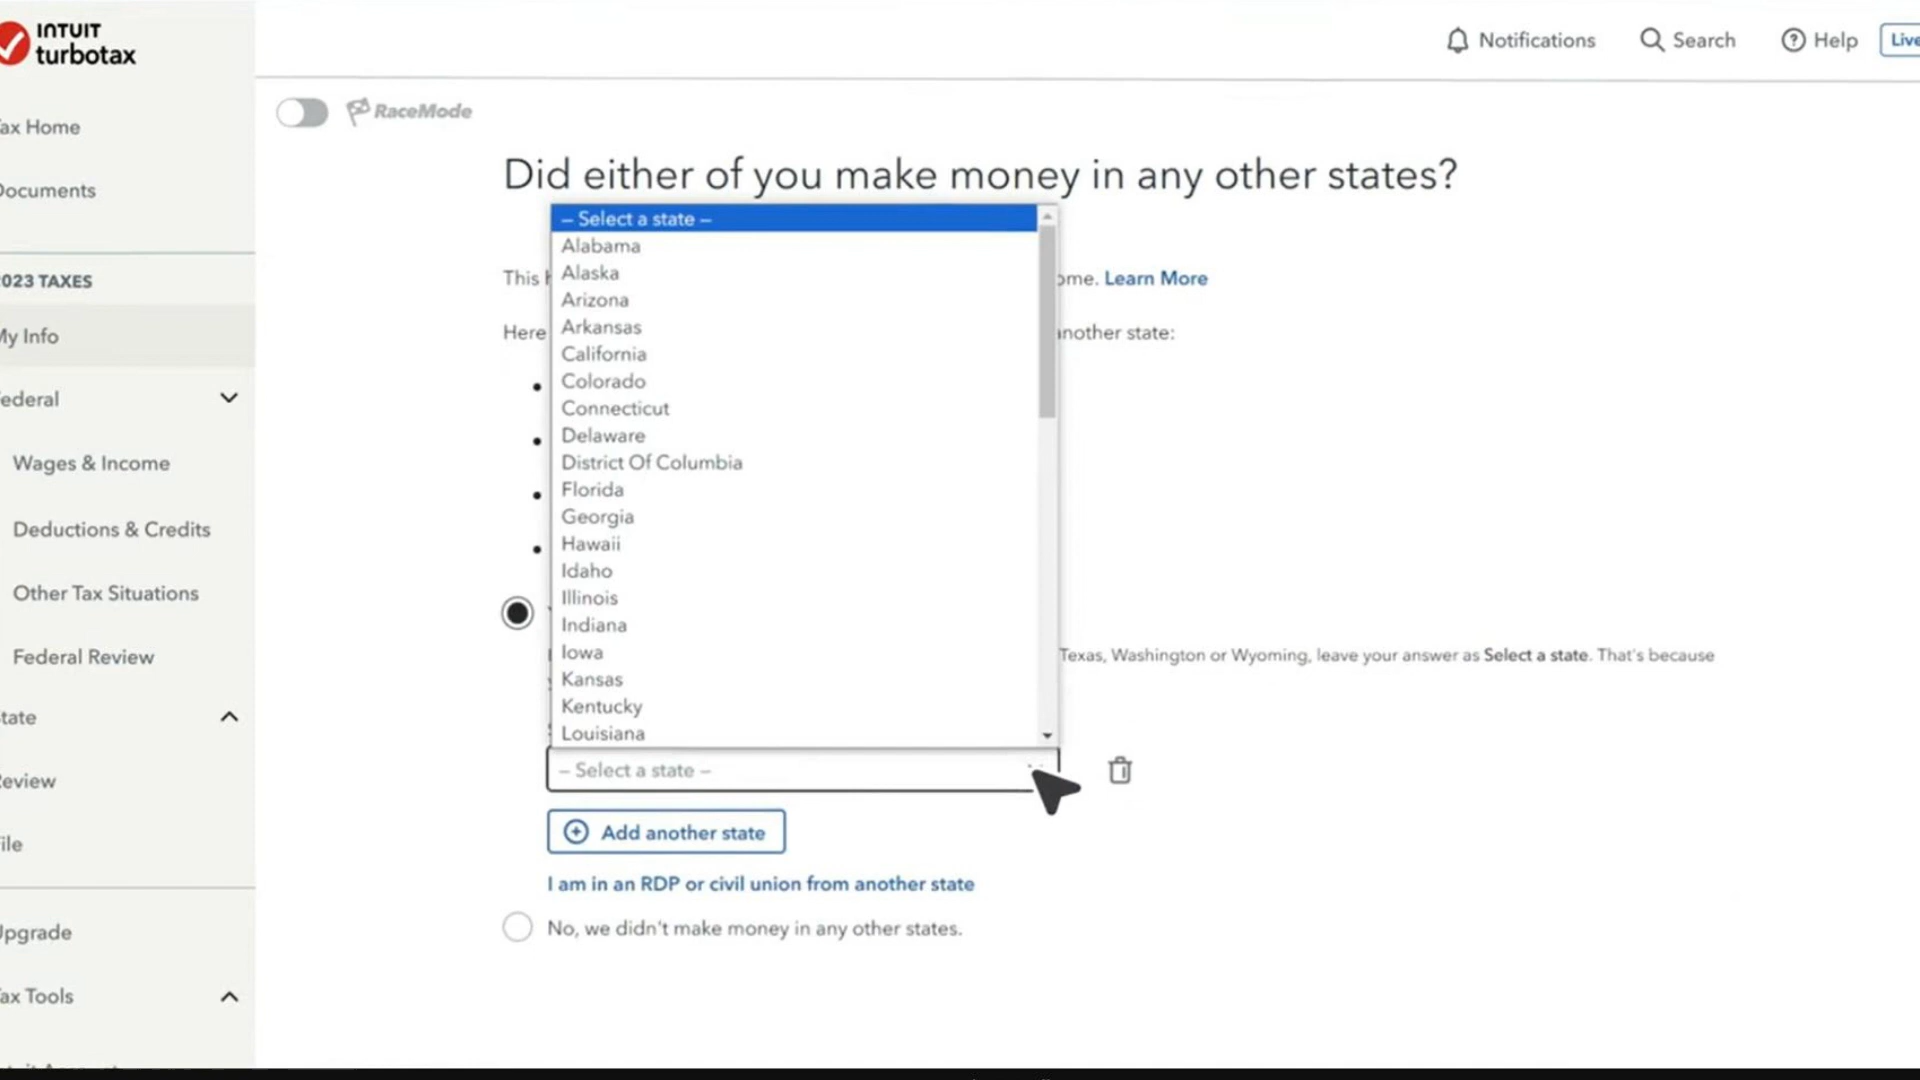 INTUIT
turbotax
Notifications
Search
Help
Live
RaceMode
ax Home
Documents
023 TAXES
My Info
ederal
Wages & Income
Deductions & Credits
Other Tax Situations
Federal Review
tate
eview
ile
Upgrade
ax Tools
Did either of you make money in any other states?
– Select a state –
Alabama
Alaska
Arizona
Arkansas
California
Colorado
Connecticut
Delaware
District Of Columbia
Florida
Georgia
Hawaii
Idaho
Illinois
Indiana
Iowa
Kansas
Kentucky
Louisiana
This ome. Learn More
Here another state:
Texas, Washington or Wyoming, leave your answer as Select a state. That's because
– Select a state –
Add another state
I am in an RDP or civil union from another state
No, we didn't make money in any other states.